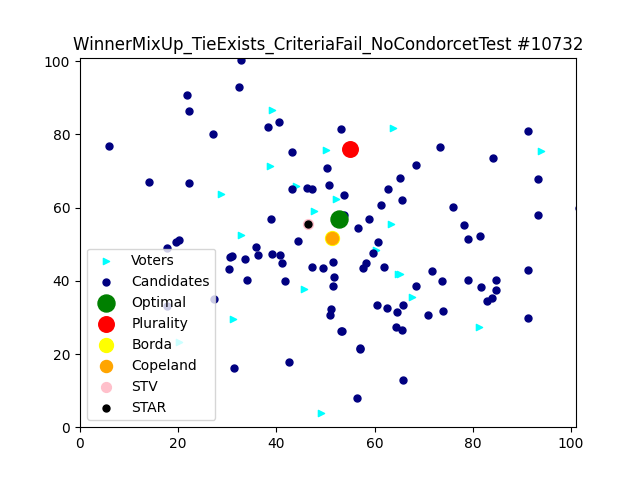 WinnerMixUp_TieExists_CriteriaFail_NoCondorcetTest #10732
100
80
60
40
20
0
Voters
Candidates
Optimal
Plurality
Borda
Copeland
STV
STAR
0 20 40 60 80 100